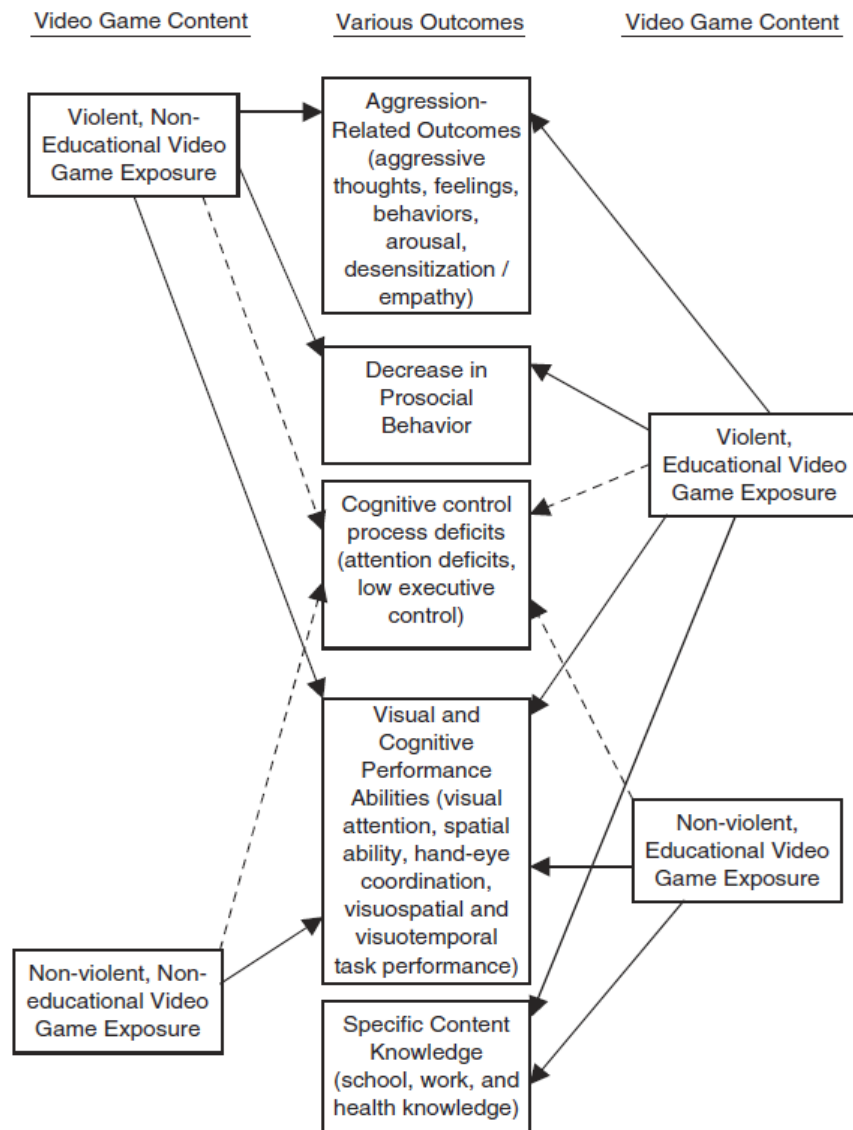 Video Game Content
Various Outcomes
Video Game Content
Violent, Non-
Educational Video
Game Exposure
Aggression-
Related Outcomes
(aggressive
thoughts, feelings,
behaviors,
arousal,
desensitization /
empathy)
Decrease in
Prosocial
Behavior
Violent,
Educational Video
Game Exposure
Cognitive control
process deficits
(attention deficits,
low executive
control)
Visual and
Cognitive
Performance
Abilities (visual
attention, spatial
ability, hand-eye
coordination,
visuospatial and
visuotemporal
task performance)
Non-violent,
Educational Video
Game Exposure
Non-violent, Non-
educational Video
Game Exposure
Specific Content
Knowledge
(school, work, and
health knowledge)